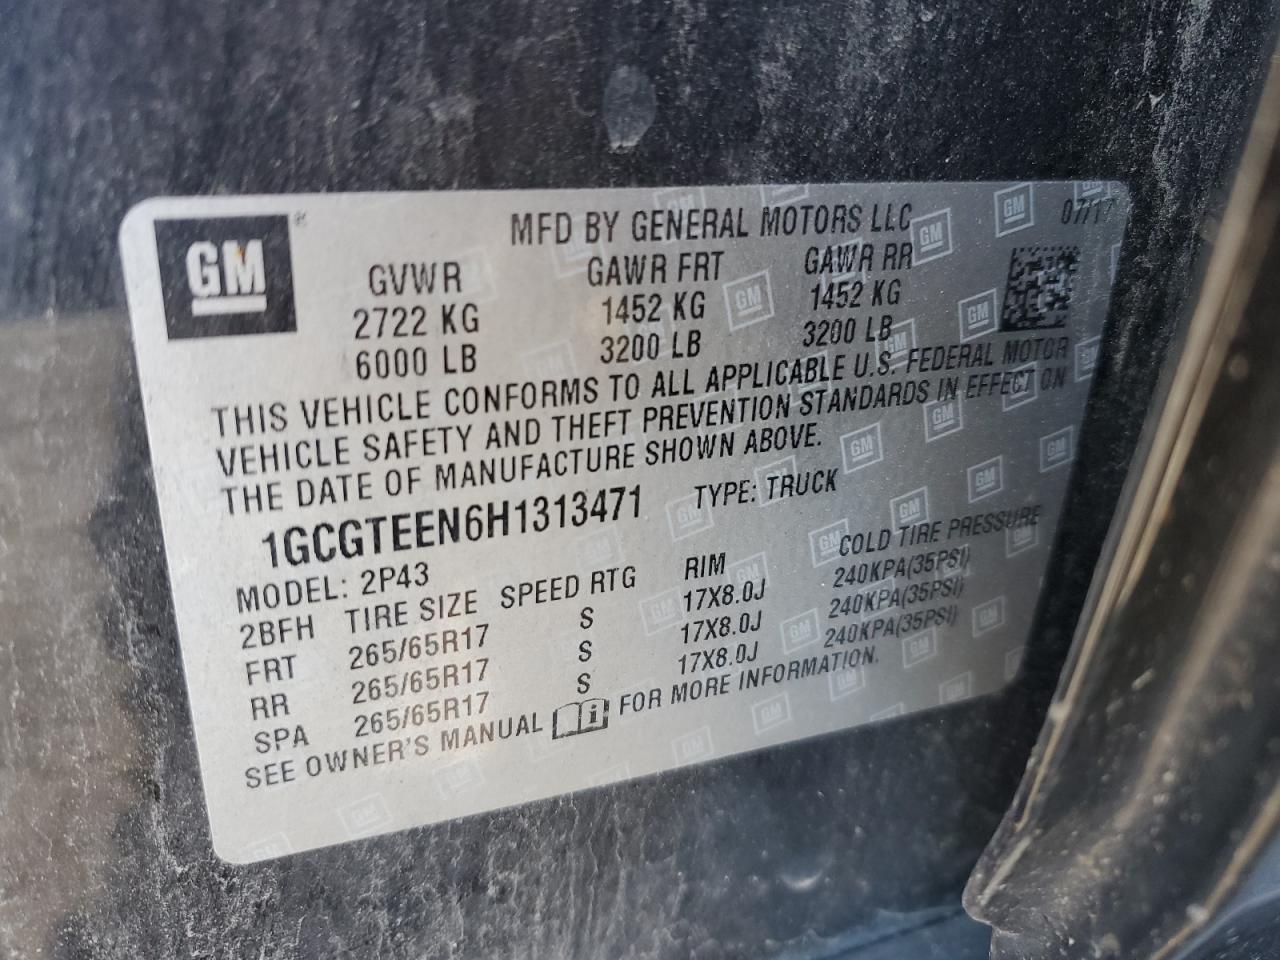 GM
MFD BY GENERAL MOTORS LLC 07/17
GVWR GAWR FRT GAWR RR
2722 KG 1452 KG 1452 KG
6000 LB 3200 LB 3200 LB
THIS VEHICLE CONFORMS TO ALL APPLICABLE U.S. FEDERAL MOTOR
VEHICLE SAFETY AND THEFT PREVENTION STANDARDS IN EFFECT ON
THE DATE OF MANUFACTURE SHOWN ABOVE.
1GCGTEEN6H1313471 TYPE: TRUCK
MODEL: 2P43
2BFH TIRE SIZE SPEED RTG RIM COLD TIRE PRESSURE
FRT 265/65R17 S 17X8.0J 240KPA(35PSI)
RR 265/65R17 S 17X8.0J 240KPA(35PSI)
SPA 265/65R17 S 17X8.0J 240KPA(35PSI)
SEE OWNER'S MANUAL FOR MORE INFORMATION.